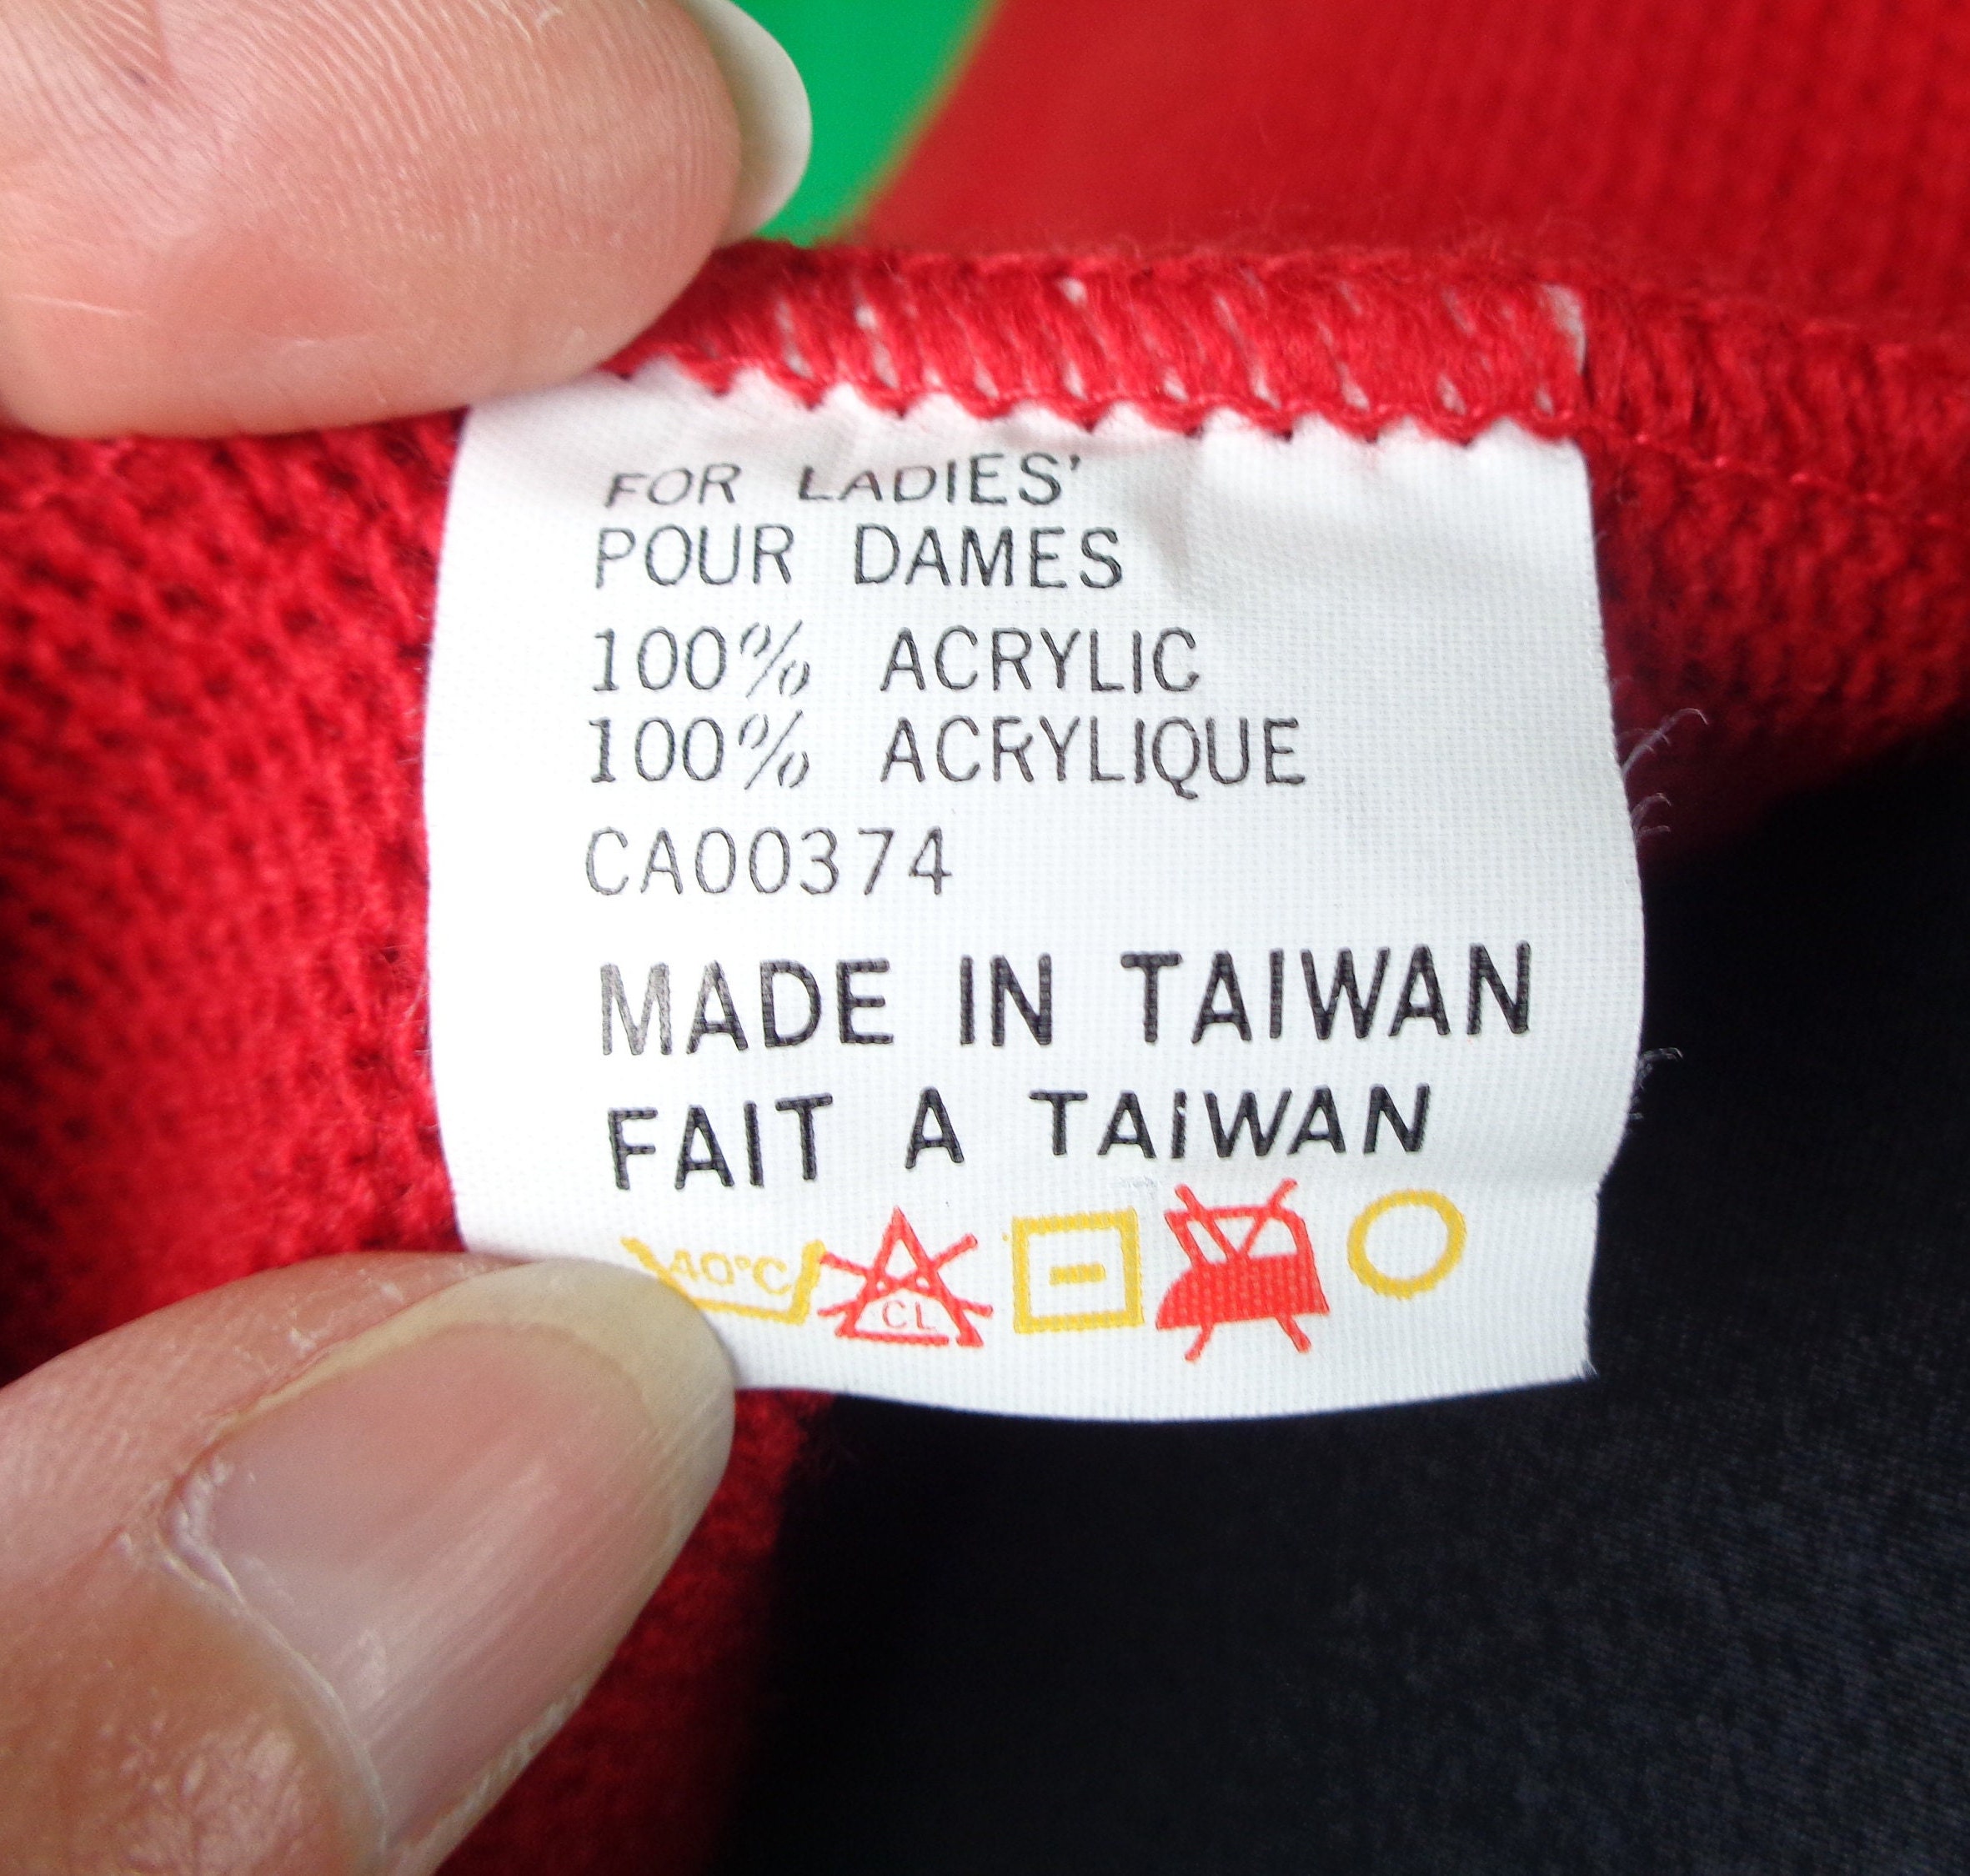 FOR LADIES'
POUR DAMES
100% ACRYLIC
100% ACRYLIQUE
CA00374
MADE IN TAIWAN
FAIT A TAiWAN
40°C CL